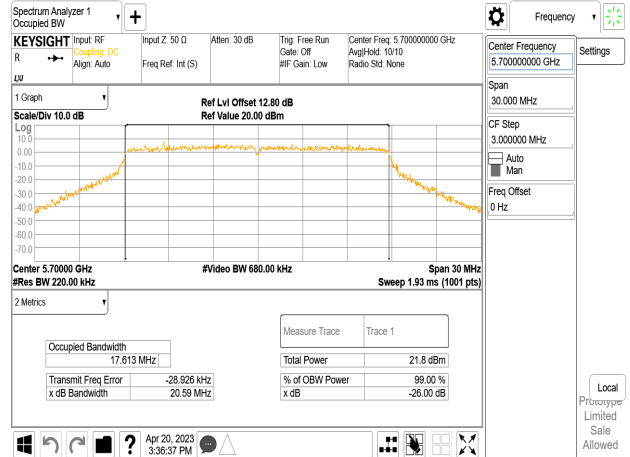 Spectrum Analyzer 1
Occupied BW
Frequency
KEYSIGHT
R
Input: RF
Coupling: DC
Align: Auto
Input Z: 50 Ω
Freq Ref: Int (S)
Atten: 30 dB
Trig: Free Run
Gate: Off
#IF Gain: Low
Center Freq: 5.700000000 GHz
Avg|Hold: 10/10
Radio Std: None
Center Frequency
5.700000000 GHz
Settings
Span
30.000 MHz
CF Step
3.000000 MHz
Auto
Man
Freq Offset
0 Hz
1 Graph
Scale/Div 10.0 dB
Ref Lvl Offset 12.80 dB
Ref Value 20.00 dBm
Log
10.0
0.00
-10.0
-20.0
-30.0
-40.0
-50.0
-60.0
-70.0
Center 5.70000 GHz
#Res BW 220.00 kHz
#Video BW 680.00 kHz
Span 30 MHz
Sweep 1.93 ms (1001 pts)
2 Metrics
Measure Trace
Trace 1
Occupied Bandwidth
17.613 MHz
Total Power
21.8 dBm
Transmit Freq Error
-28.926 kHz
% of OBW Power
99.00 %
x dB Bandwidth
20.59 MHz
x dB
-26.00 dB
Local
Prototype
Limited
Sale
Allowed
?
Apr 20, 2023
3:36:37 PM